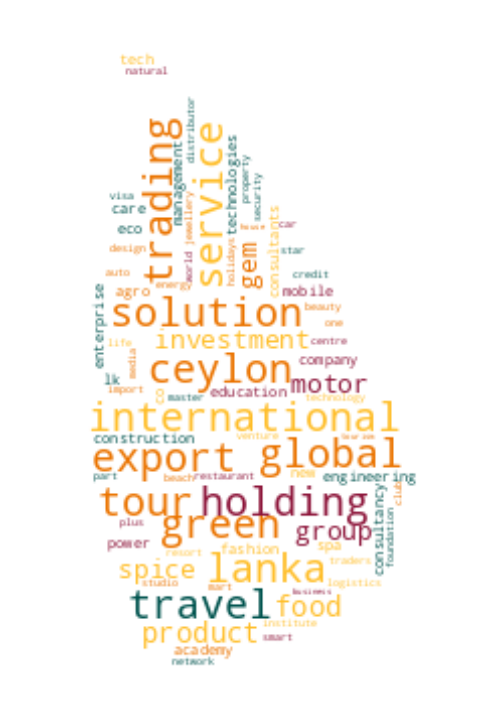 tech
natural
distributor
trading
service
management
technologies
property
security
visa
care
jewellery
consultants
eco
house
car
design
world
holidays
gem
star
auto
energy
credit
agro
mobile
enterprise
solution
beauty
one
life
investment
centre
media
ceylon
company
lk
motor
import
co
master
education
technology
international
construction
venture
tourism
export
global
part
beach
restaurant
new
engineering
tour
holding
club
consultancy
foundation
plus
green
group
power
resort
fashion
spa
traders
spice
lanka
studio
mart
logistics
business
travel
food
product
institute
smart
academy
network